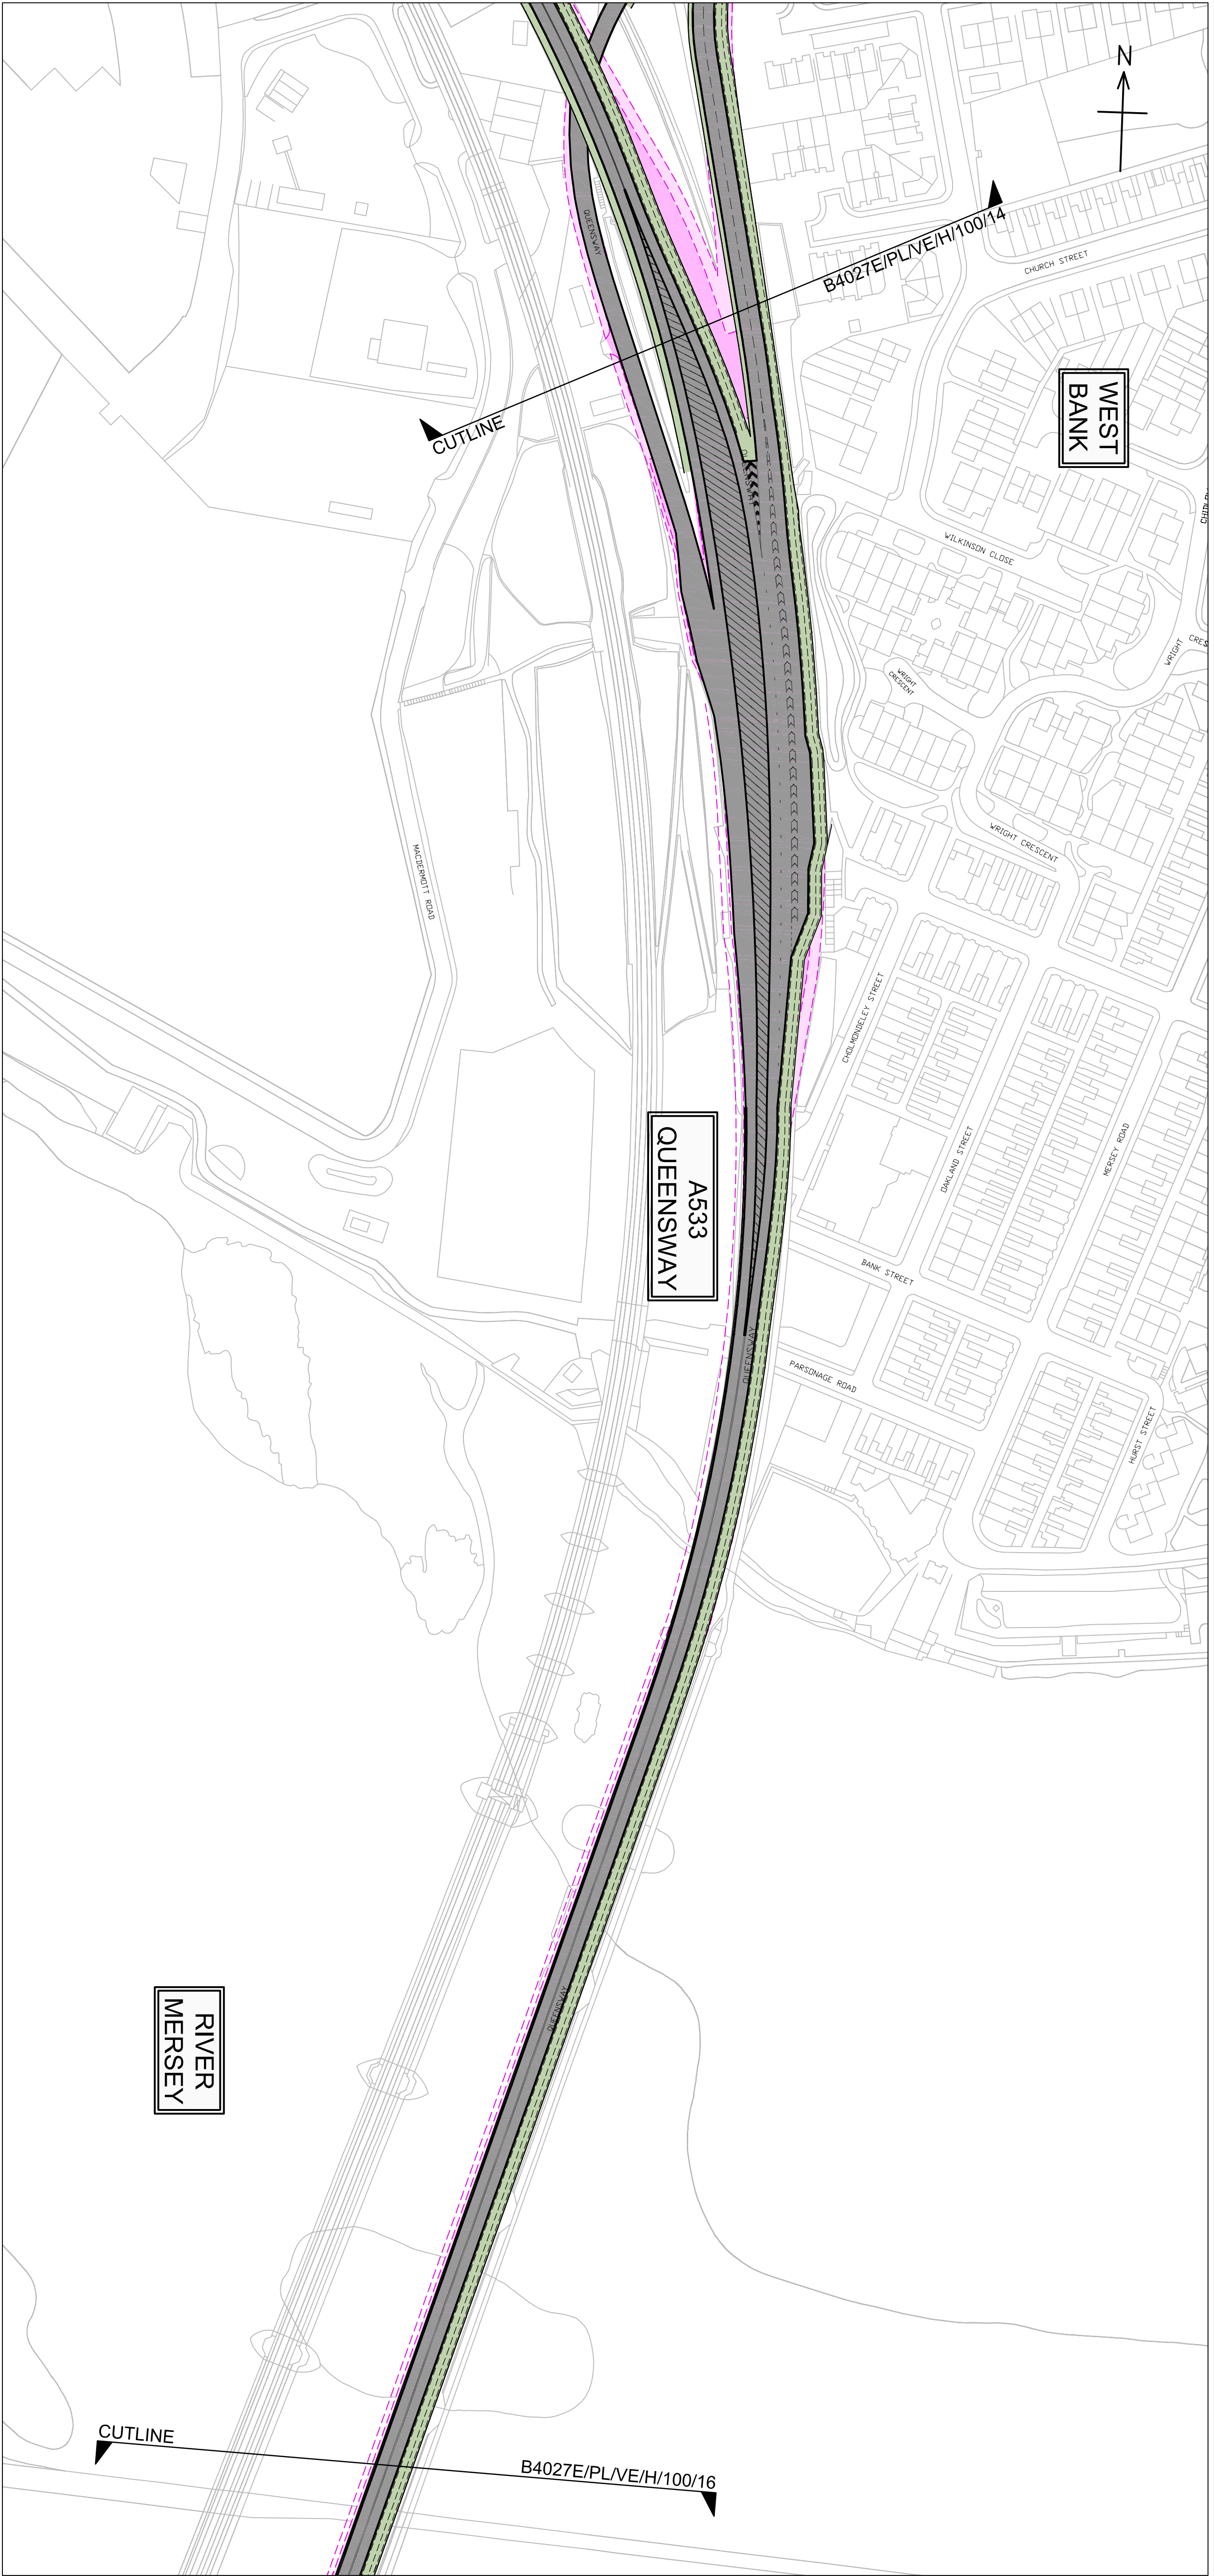 N
B4027E/PL/VE/H/100/14
CHURCH STREET
QUEENSWAY
WEST
BANK
CUTLINE
WILKINSON CLOSE
WRIGHT
WRIGHT
CRESCENT
WRIGHT CRESCENT
MACDERMOTT ROAD
CHOLMONDELEY STREET
OAKLAND STREET
MERSEY ROAD
A533
QUEENSWAY
BANK STREET
QUEENSWAY
PARSONAGE ROAD
HURST STREET
QUEENSWAY
RIVER
MERSEY
CUTLINE
B4027E/PL/VE/H/100/16